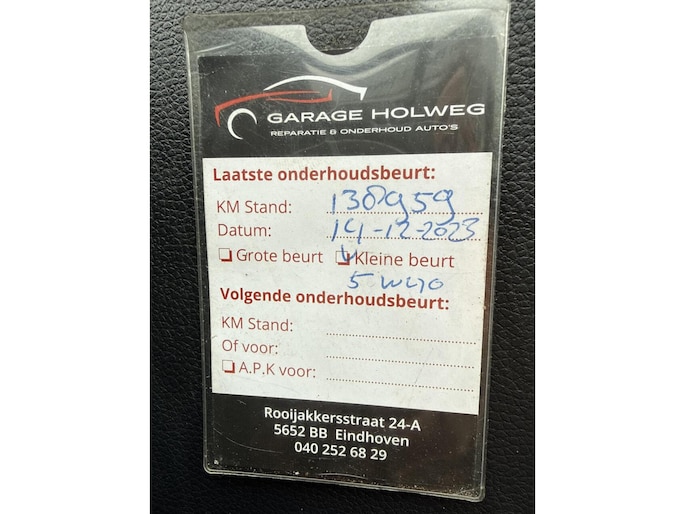 GARAGE HOLWEG
REPARATIE & ONDERHOUD AUTO'S
Laatste onderhoudsbeurt:
KM Stand: 138959
Datum: 14-12-2023
Grote beurt Kleine beurt
5W40
Volgende onderhoudsbeurt:
KM Stand:
Of voor:
A.P.K voor:
Rooijakkersstraat 24-A
5652 BB Eindhoven
040 252 68 29